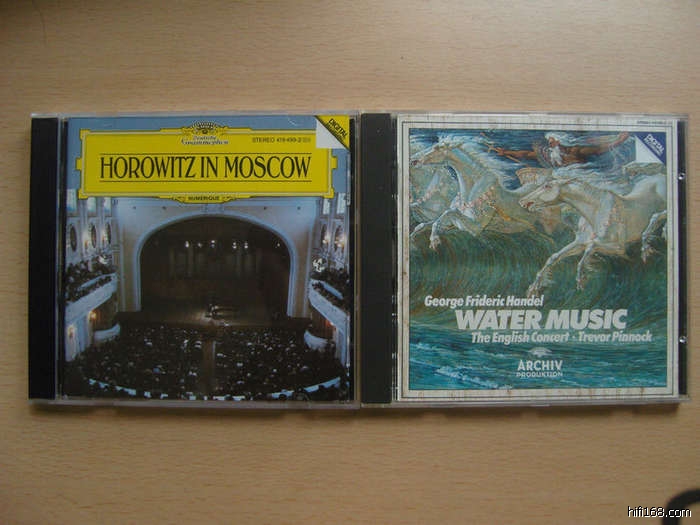 Deutsche
Grammophon
STEREO 419 499-2
DIGITAL
HOROWITZ IN MOSCOW
NUMERIQUE
DIGITAL
George Frideric Handel
WATER MUSIC
The English Concert · Trevor Pinnock
ARCHIV
PRODUKTION
hifi168.com